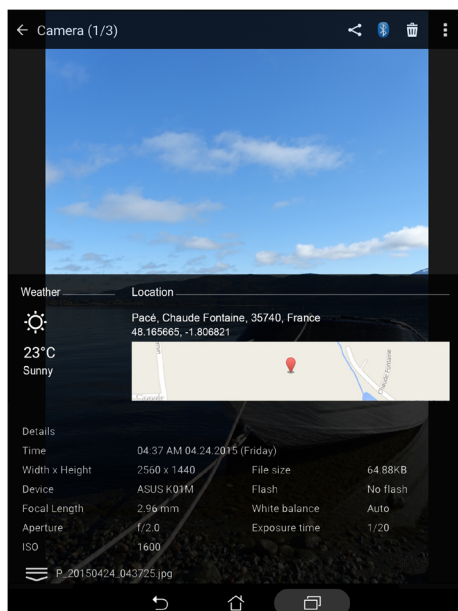 Camera (1/3)
Weather
Location
Pacé, Chaude Fontaine, 35740, France
48.165665, -1.806821
23°C
Sunny
Google
Chaude Fontaine
Details
Time 04:37 AM 04.24.2015 (Friday)
Width x Height 2560 x 1440 File size 64.88KB
Device ASUS K01M Flash No flash
Focal Length 2.96 mm White balance Auto
Aperture f/2.0 Exposure time 1/20
ISO 1600
P_20150424_043725.jpg